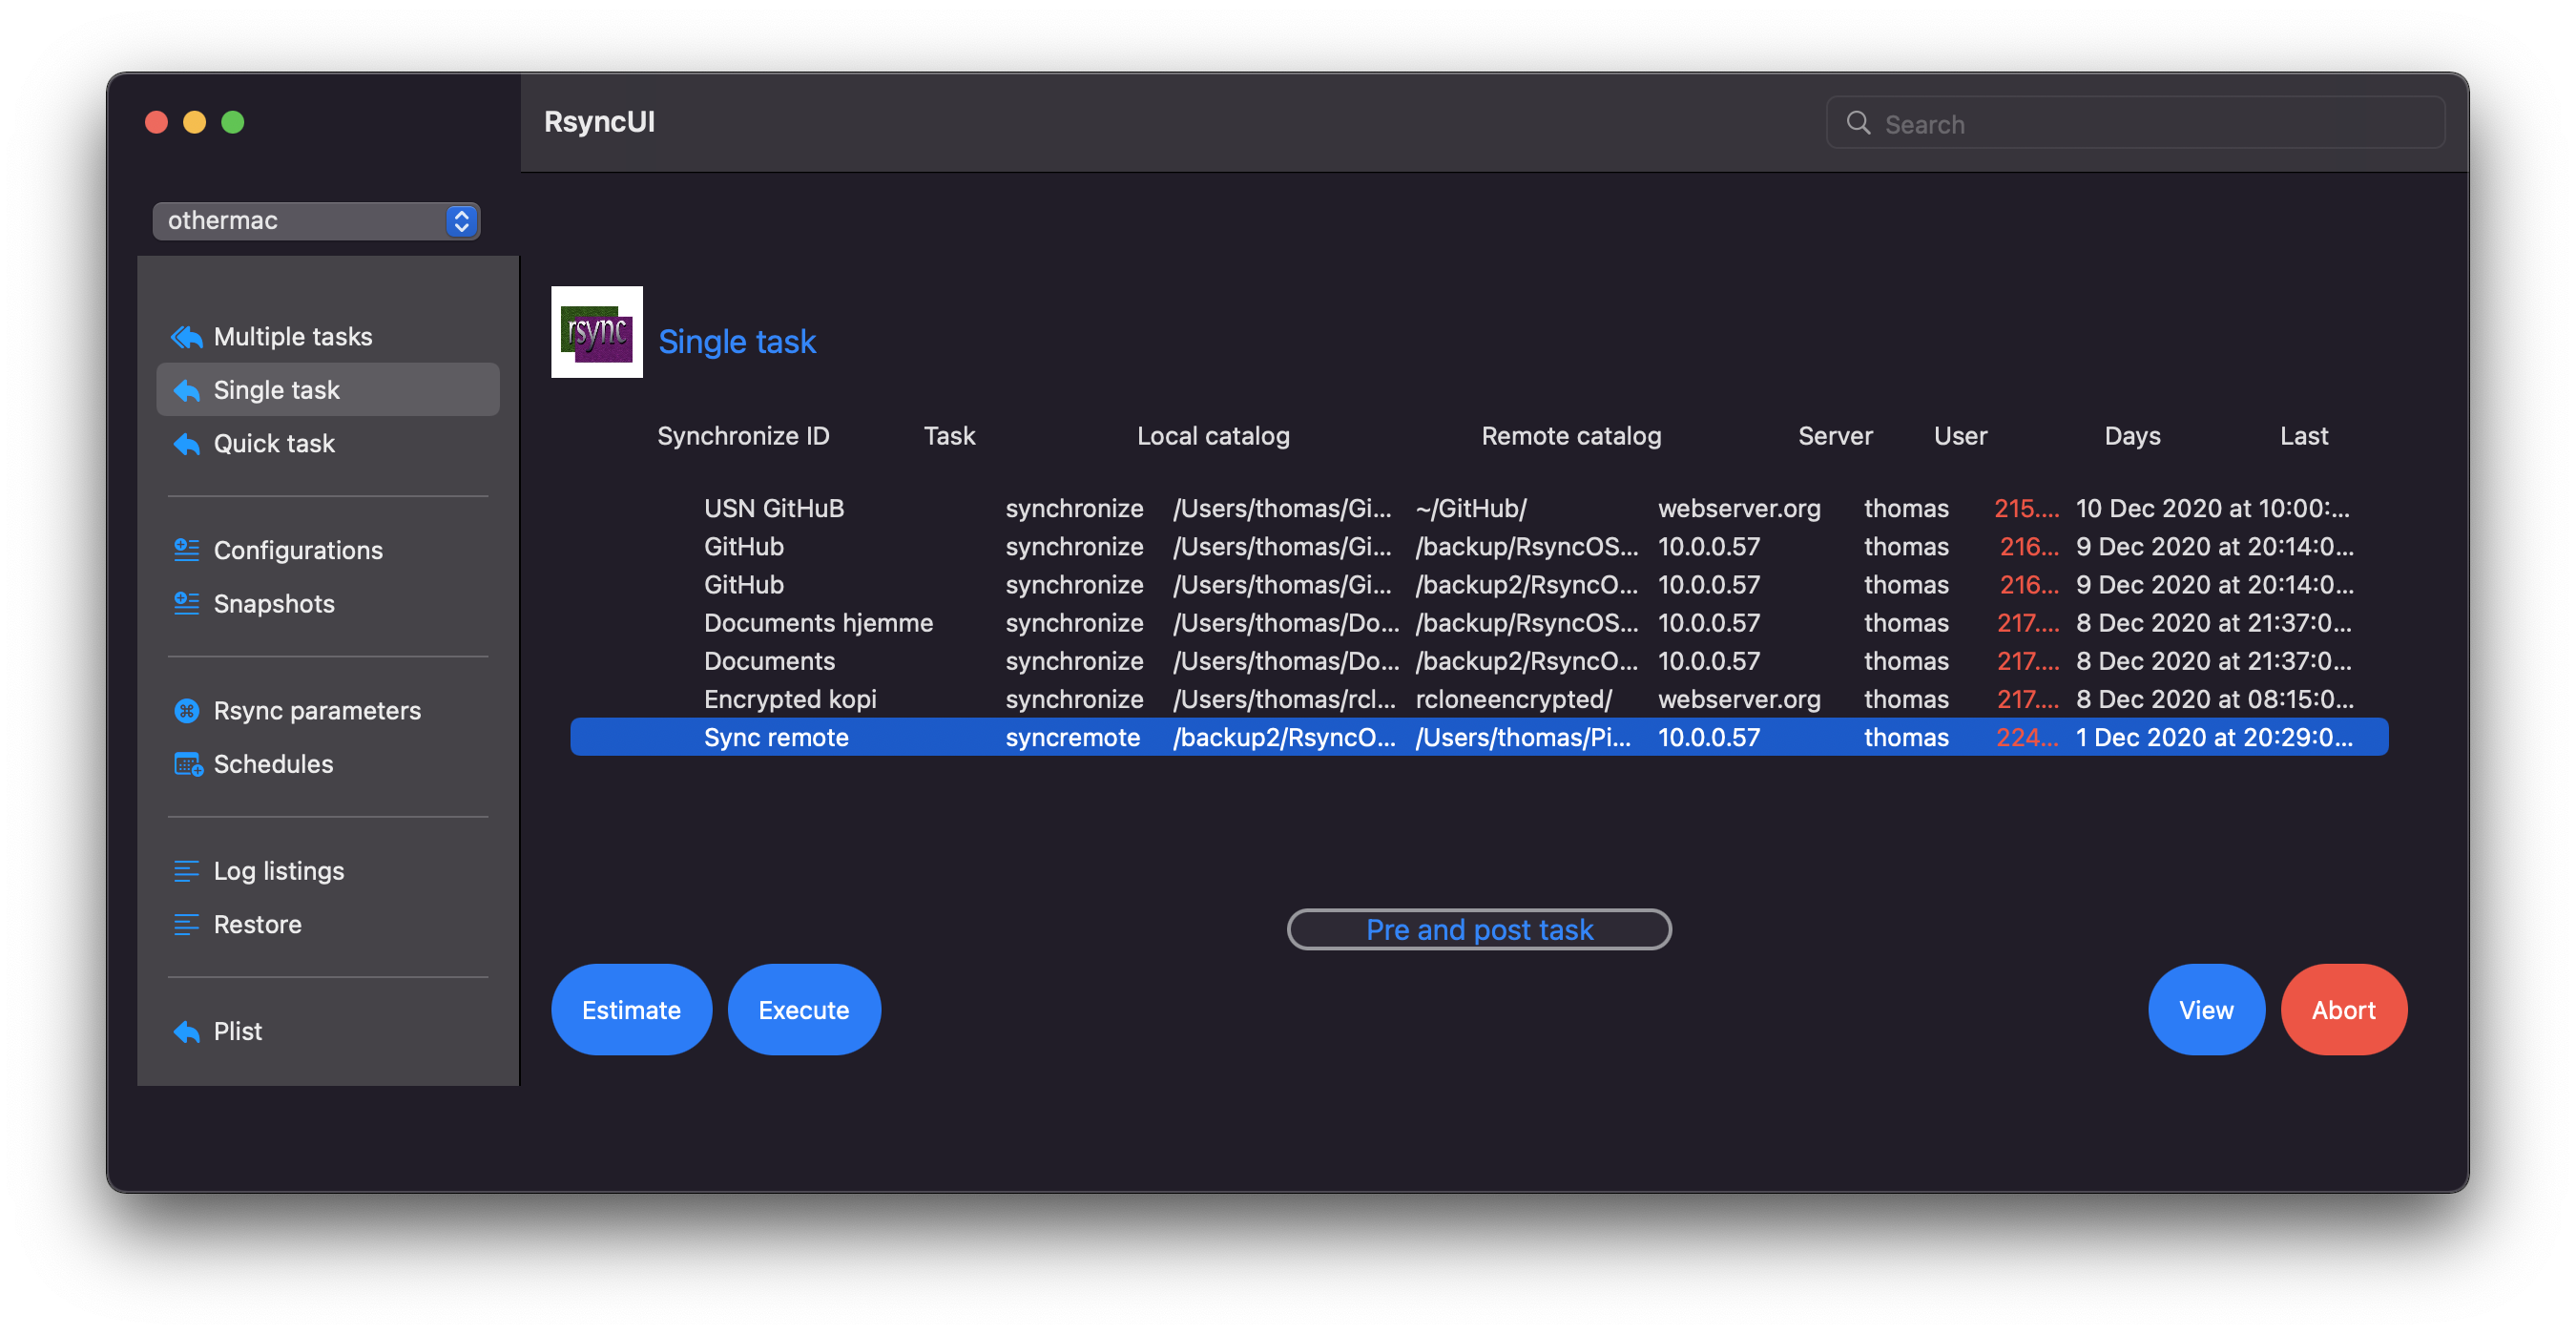 RsyncUI
Search
othermac
Multiple tasks
Single task
Quick task
Configurations
Snapshots
Rsync parameters
Schedules
Log listings
Restore
Plist
rsync
Single task
Synchronize ID Task Local catalog Remote catalog Server User Days Last
USN GitHuB synchronize /Users/thomas/Gi... ~/GitHub/ webserver.org thomas 215.... 10 Dec 2020 at 10:00:...
GitHub synchronize /Users/thomas/Gi... /backup/RsyncOS... 10.0.0.57 thomas 216... 9 Dec 2020 at 20:14:0...
GitHub synchronize /Users/thomas/Gi... /backup2/RsyncO... 10.0.0.57 thomas 216... 9 Dec 2020 at 20:14:0...
Documents hjemme synchronize /Users/thomas/Do... /backup/RsyncOS... 10.0.0.57 thomas 217.... 8 Dec 2020 at 21:37:0...
Documents synchronize /Users/thomas/Do... /backup2/RsyncO... 10.0.0.57 thomas 217.... 8 Dec 2020 at 21:37:0...
Encrypted kopi synchronize /Users/thomas/rcl... rcloneencrypted/ webserver.org thomas 217.... 8 Dec 2020 at 08:15:0...
Sync remote syncremote /backup2/RsyncO... /Users/thomas/Pi... 10.0.0.57 thomas 224... 1 Dec 2020 at 20:29:0...
Pre and post task
Estimate Execute View Abort